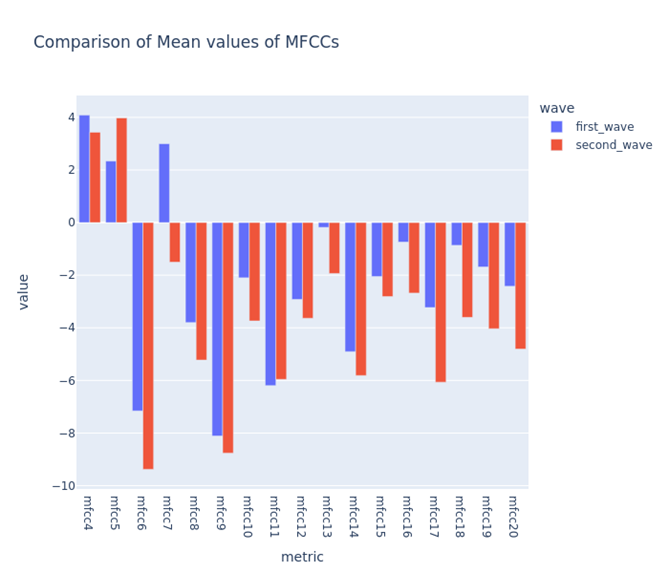 Comparison of Mean values of MFCCs
wave
first_wave
second_wave
value
4
2
0
−2
−4
−6
−8
−10
mfcc4
mfcc5
mfcc6
mfcc7
mfcc8
mfcc9
mfcc10
mfcc11
mfcc12
mfcc13
mfcc14
mfcc15
mfcc16
mfcc17
mfcc18
mfcc19
mfcc20
metric